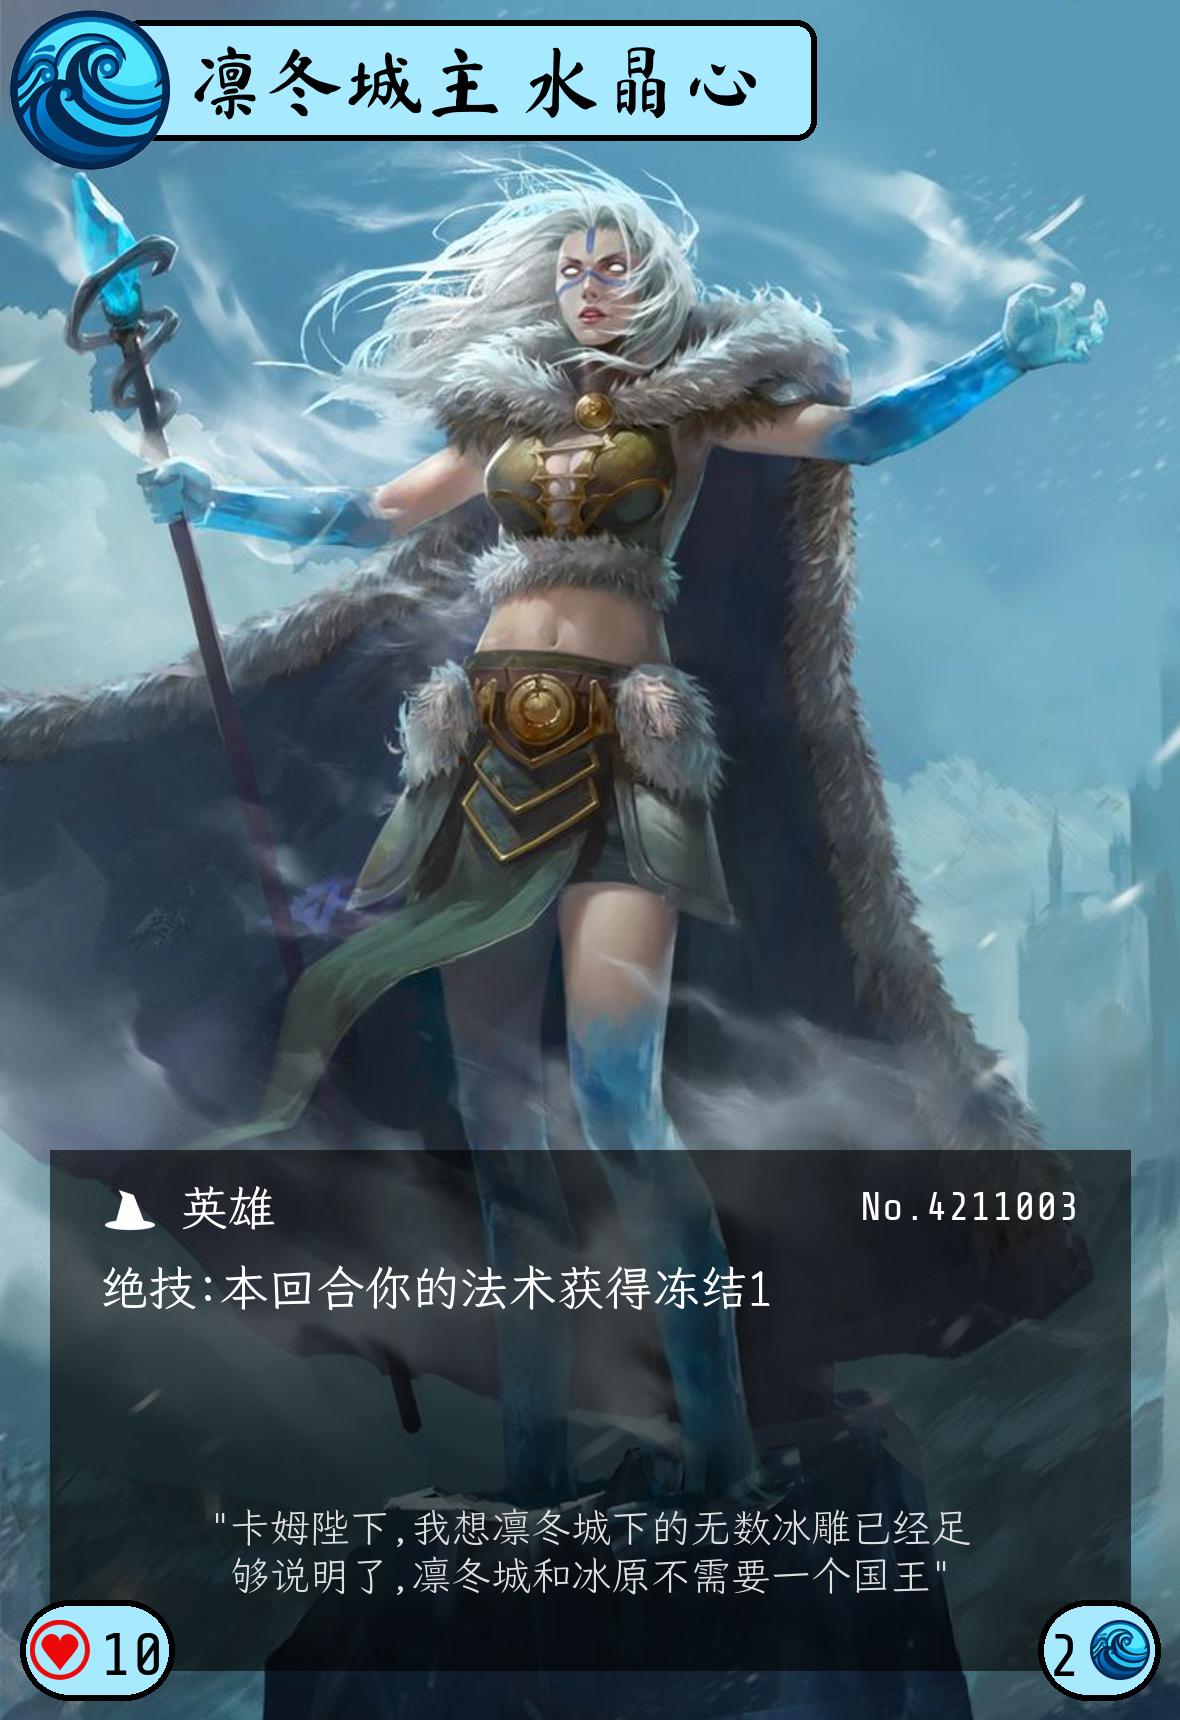 凛冬城主 水晶心
英雄
No.4211003
绝技:本回合你的法术获得冻结1
"卡姆陛下,我想凛冬城下的无数冰雕已经足
够说明了,凛冬城和冰原不需要一个国王"
10
2